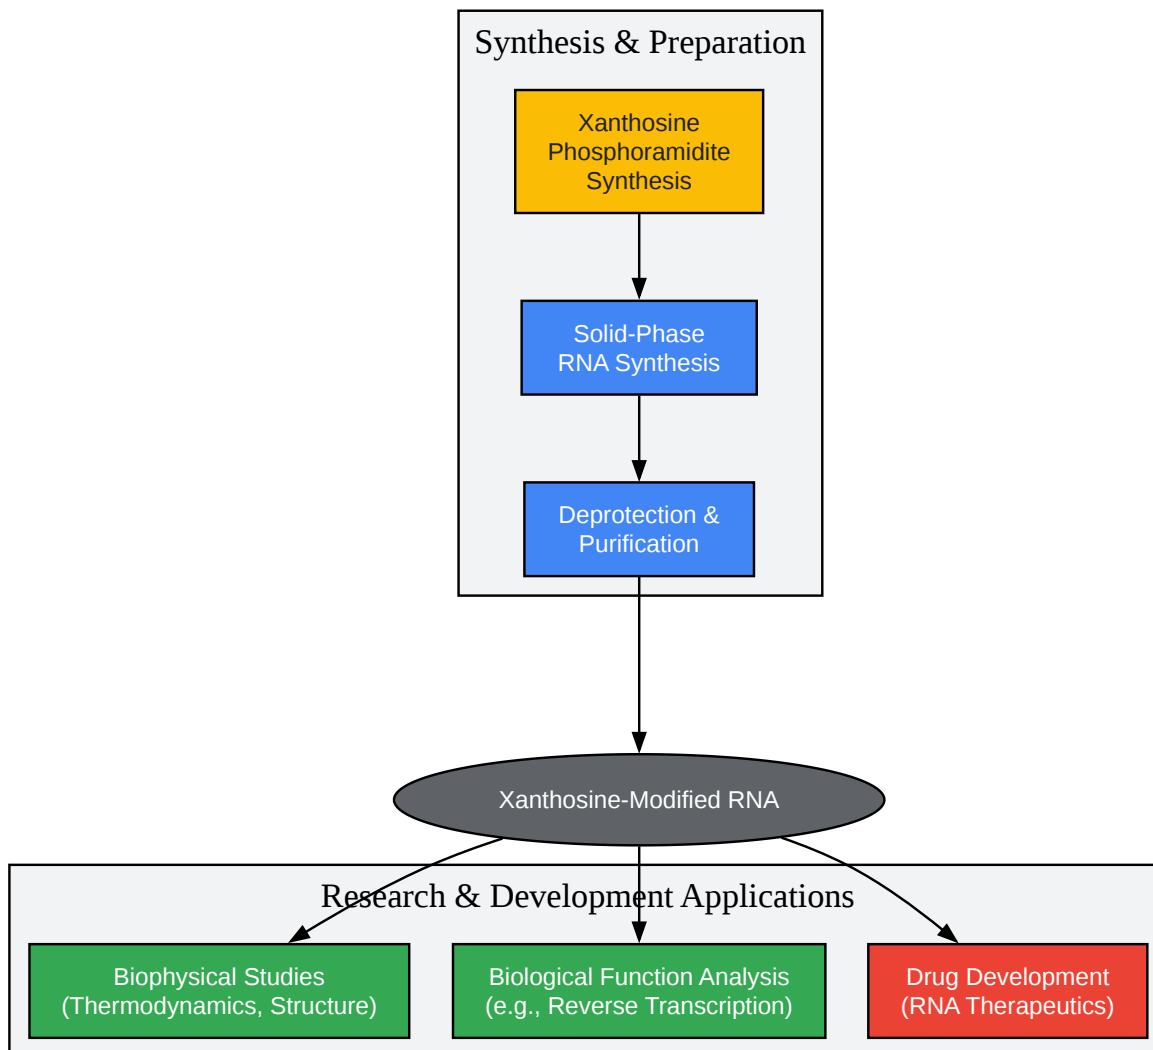 Synthesis & Preparation
Xanthosine
Phosphoramidite
Synthesis
Solid-Phase
RNA Synthesis
Deprotection &
Purification
Xanthosine-Modified RNA
Research & Development Applications
Biophysical Studies
(Thermodynamics, Structure)
Biological Function Analysis
(e.g., Reverse Transcription)
Drug Development
(RNA Therapeutics)